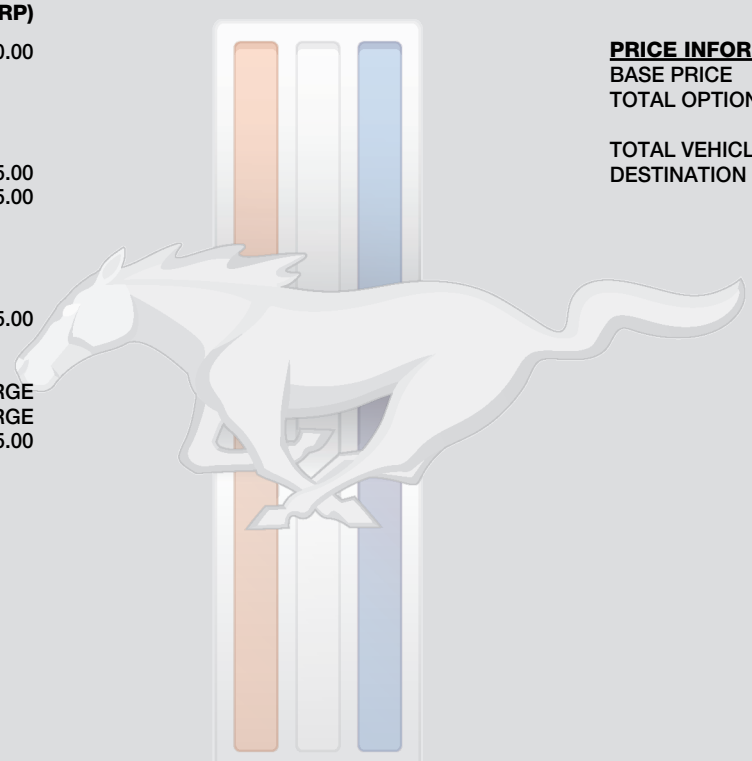 RP)
0.00
5.00
5.00
5.00
RGE
RGE
5.00
PRICE INFOR
BASE PRICE
TOTAL OPTION
TOTAL VEHICL
DESTINATION